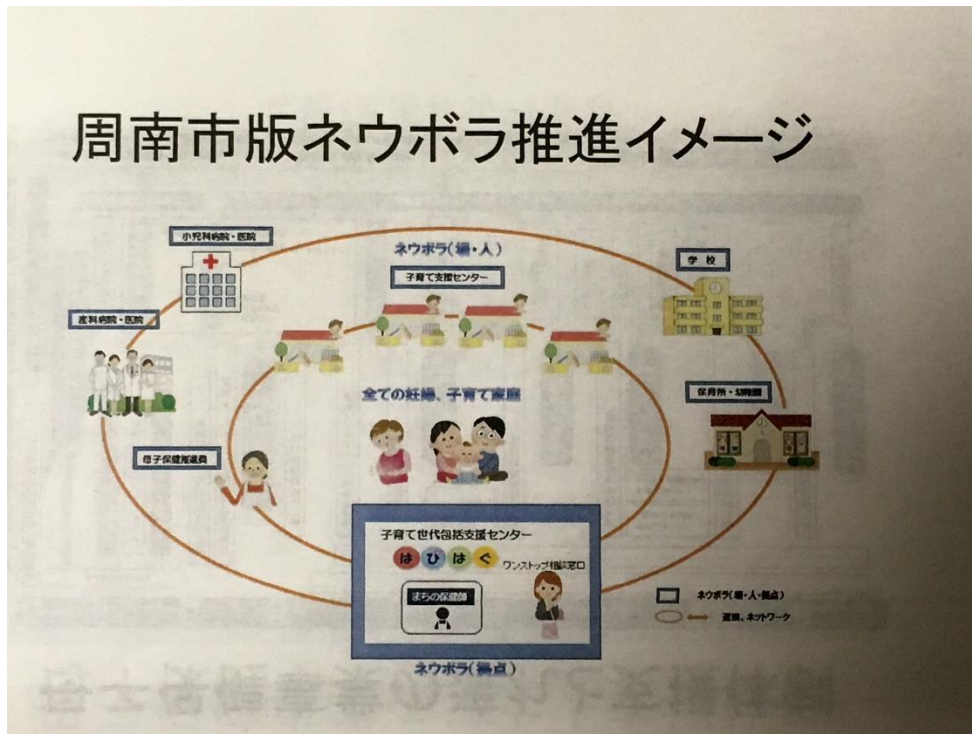 周南市版ネウボラ推進イメージ
小児科病院・医院
ネウボラ(場・人)
子育て支援センター
学校
産科病院・医院
全ての妊婦、子育て家庭
保育所・幼稚園
母子保健推進員
子育て世代包括支援センター
はぴはぐ
ワンストップ相談窓口
まちの保健師
ネウボラ(場・人・拠点)
連携、ネットワーク
ネウボラ(拠点)